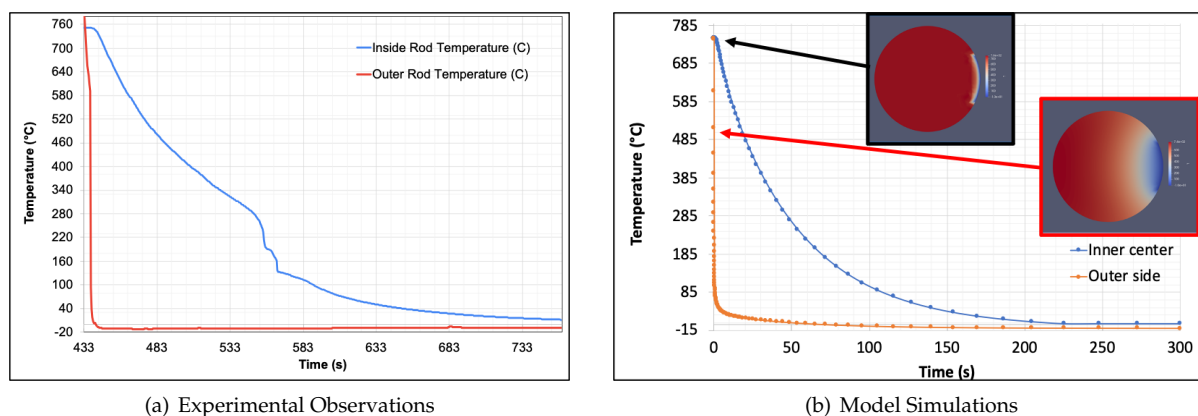 760
700
640
580
520
460
400
340
280
220
160
100
40
-20
Temperature (°C)
Inside Rod Temperature (C)
Outer Rod Temperature (C)
433 483 533 583 633 683 733
Time (s)
(a) Experimental Observations
785
685
585
485
385
285
185
85
-15
Temperature (°C)
Inner center
Outer side
0 50 100 150 200 250 300
Time (s)
(b) Model Simulations